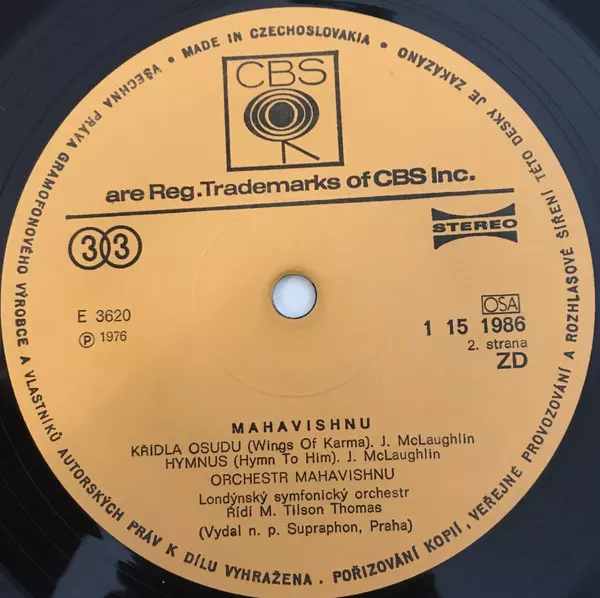 VŠECHNA PRÁVA GRAMOFONOVÉHO VÝROBCE A VLASTNÍKŮ AUTORSKÝCH PRÁV K DÍLU VYHRAŽENA . POŘIZOVÁNÍ KOPIÍ, VEŘEJNÉ PROVOZOVÁNÍ A ROZHLASOVÉ ŠÍŘENÍ TÉTO DESKY JE ZAKÁZÁNO • MADE IN CZECHOSLOVAKIA •
CBS
are Reg.Trademarks of CBS Inc.
33
STEREO
E 3620
Ⓟ 1976
OSA
1 15 1986
2. strana
ZD
MAHAVISHNU
KŘÍDLA OSUDU (Wings Of Karma). J. McLaughlin
HYMNUS (Hymn To Him). J. McLaughlin
ORCHESTR MAHAVISHNU
Londýnský symfonický orchestr
Řídí M. Tilson Thomas
(Vydal n. p. Supraphon, Praha)